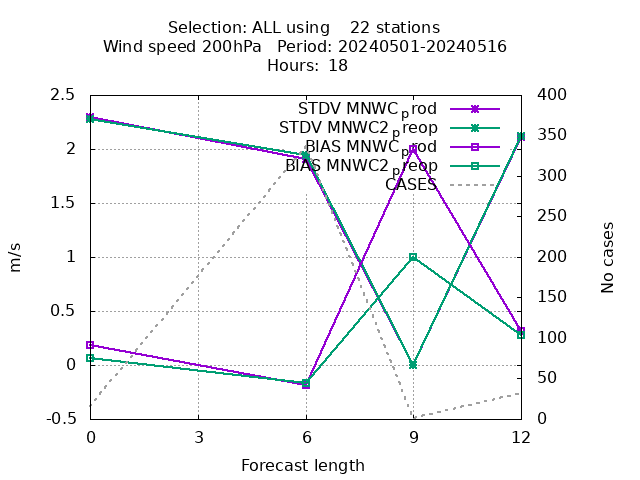 Selection: ALL using 22 stations
Wind speed 200hPa Period: 20240501-20240516
Hours: 18
STDV MNWC_prod
STDV MNWC2_preop
BIAS MNWC_prod
BIAS MNWC2_preop
CASES
2.5
2
1.5
1
0.5
0
-0.5
m/s
400
350
300
250
200
150
100
50
0
No cases
0 3 6 9 12
Forecast length